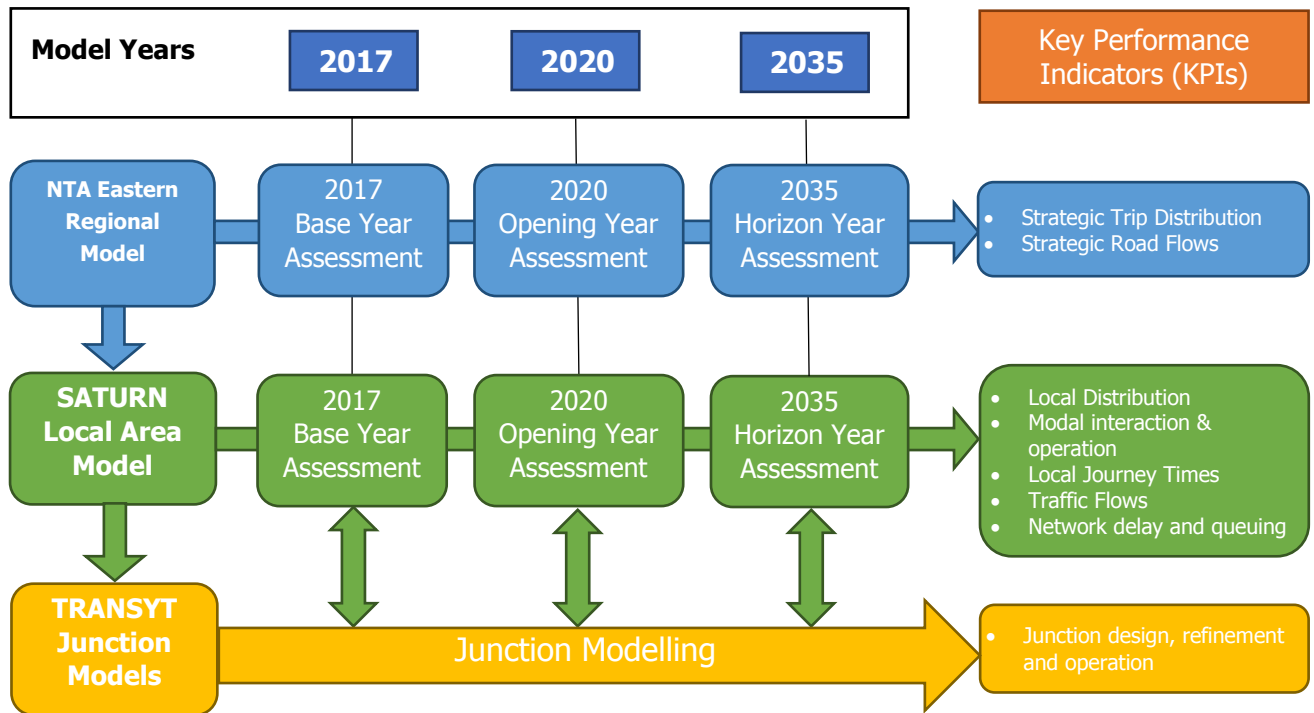 Model Years
2017
2020
2035
Key Performance
Indicators (KPIs)
NTA Eastern
Regional
Model
2017
Base Year
Assessment
2020
Opening Year
Assessment
2035
Horizon Year
Assessment
• Strategic Trip Distribution
• Strategic Road Flows
SATURN
Local Area
Model
2017
Base Year
Assessment
2020
Opening Year
Assessment
2035
Horizon Year
Assessment
• Local Distribution
• Modal interaction &
operation
• Local Journey Times
• Traffic Flows
• Network delay and queuing
TRANSYT
Junction
Models
Junction Modelling
• Junction design, refinement
and operation